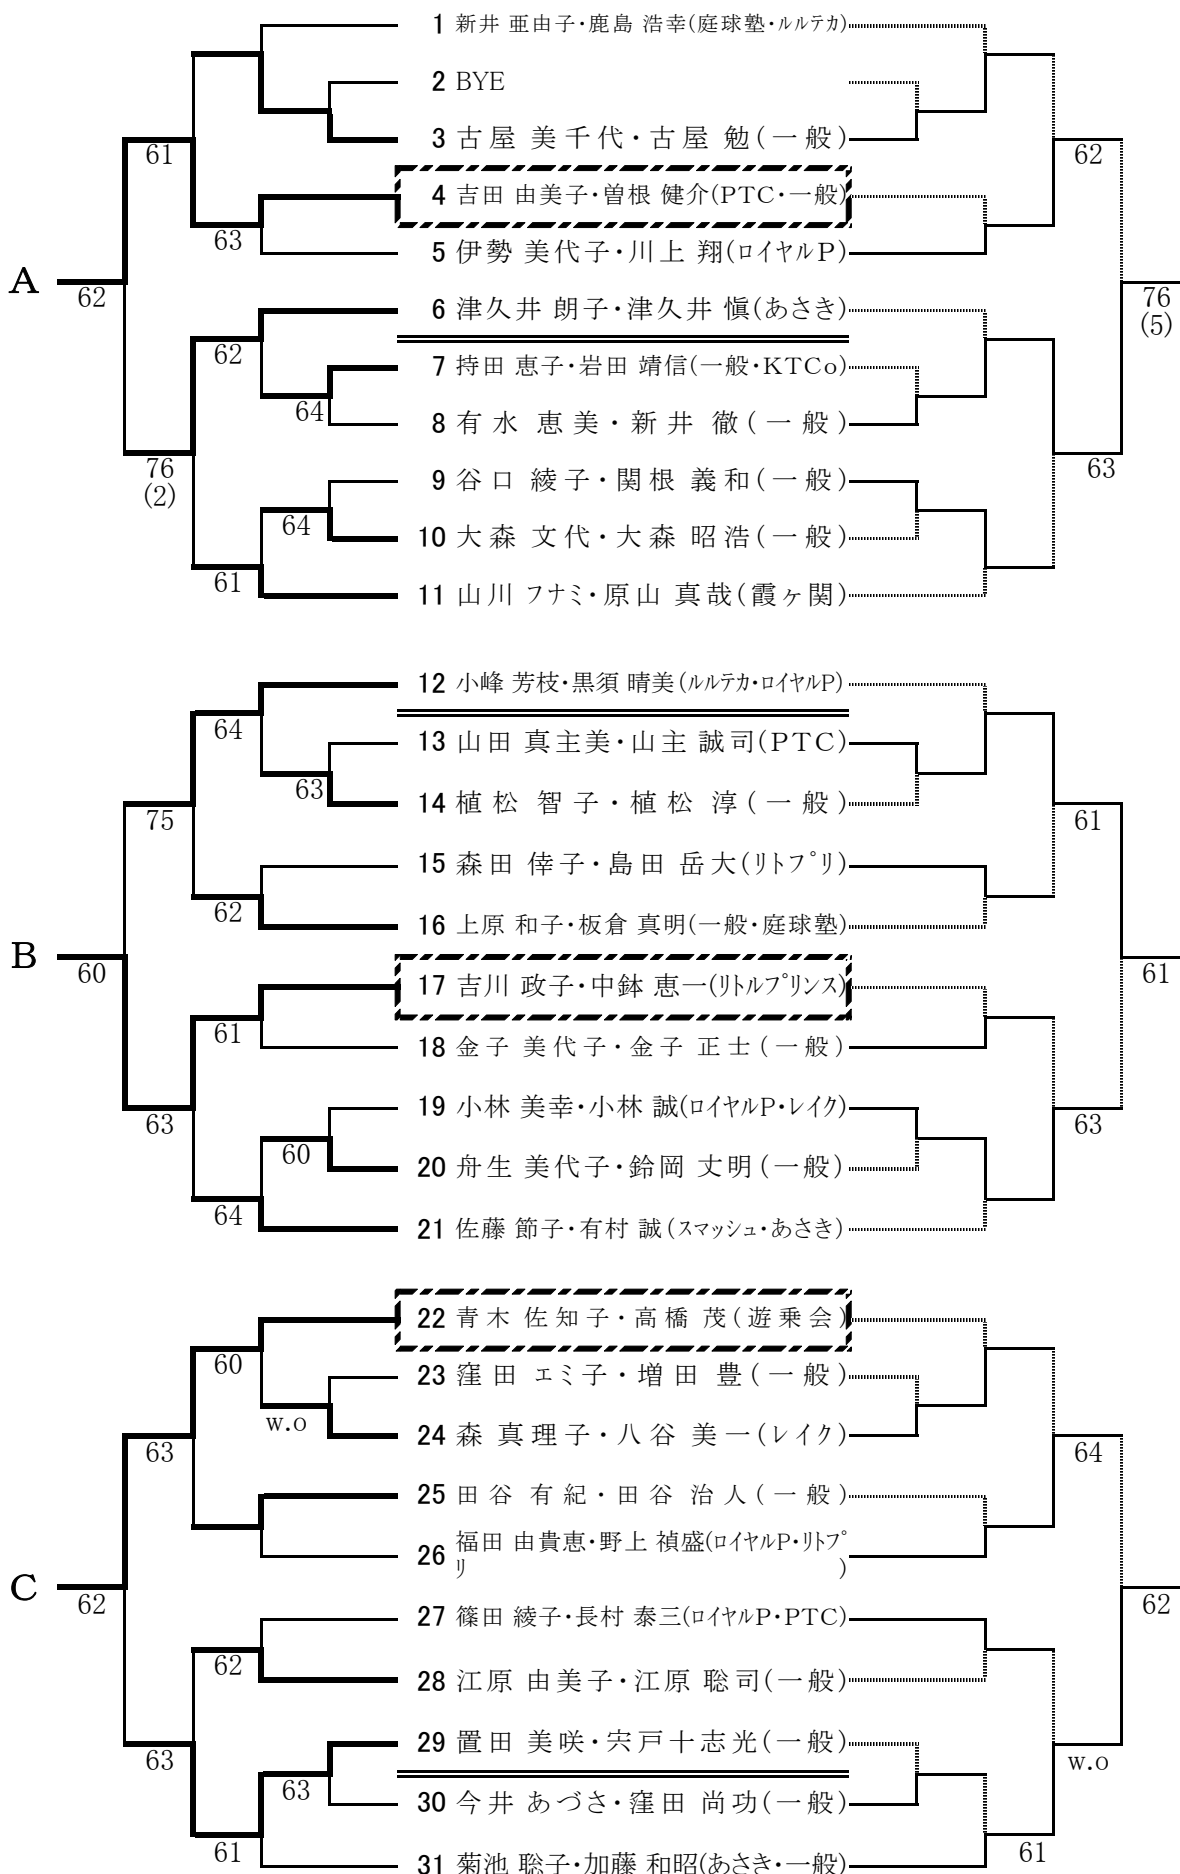 1 新井 亜由子・鹿島 浩幸(庭球塾・ルルテカ)
2 BYE
3 古屋 美千代・古屋 勉(一般)
61
62
4 吉田 由美子・曽根 健介(PTC・一般)
63
5 伊勢 美代子・川上 翔(ロイヤルP)
A
62
76
(5)
6 津久井 朗子・津久井 愼(あさき)
62
7 持田 恵子・岩田 靖信(一般・KTCo)
64
8 有水 恵美・新井 徹(一般)
76
(2)
63
9 谷口 綾子・関根 義和(一般)
64
10 大森 文代・大森 昭浩(一般)
61
11 山川 フナミ・原山 真哉(霞ヶ関)
12 小峰 芳枝・黒須 晴美(ルルテカ・ロイヤルP)
64
13 山田 真主美・山主 誠司(PTC)
63
14 植松 智子・植松 淳(一般)
75
61
15 森田 倖子・島田 岳大(リトプリ)
62
16 上原 和子・板倉 真明(一般・庭球塾)
B
60
61
17 吉川 政子・中鉢 恵一(リトルプリンス)
61
18 金子 美代子・金子 正士(一般)
19 小林 美幸・小林 誠(ロイヤルP・レイク)
63
63
60
20 舟生 美代子・鈴岡 丈明(一般)
64
21 佐藤 節子・有村 誠(スマッシュ・あさき)
22 青木 佐知子・高橋 茂(遊乗会)
60
23 窪田 エミ子・増田 豊(一般)
w.o
24 森 真理子・八谷 美一(レイク)
63
64
25 田谷 有紀・田谷 治人(一般)
26 福田 由貴恵・野上 禎盛(ロイヤルP・リトプ
リ)
C
62
62
27 篠田 綾子・長村 泰三(ロイヤルP・PTC)
62
28 江原 由美子・江原 聡司(一般)
29 置田 美咲・宍戸十志光(一般)
63
w.o
63
30 今井 あづさ・窪田 尚功(一般)
61
61
31 菊池 聡子・加藤 和昭(あさき・一般)